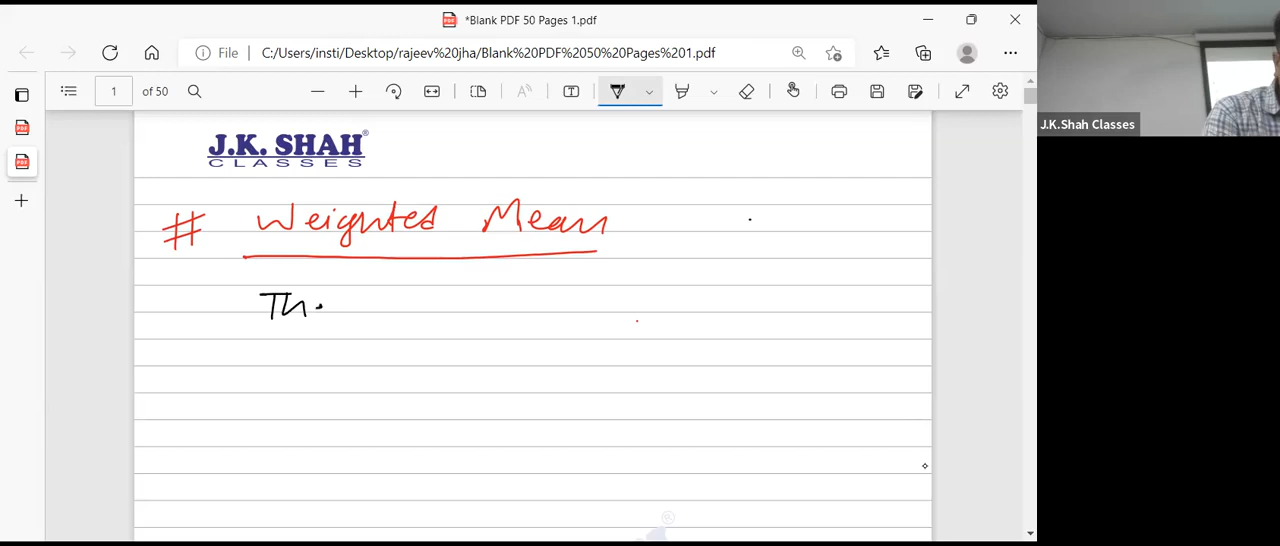 *Blank PDF 50 Pages 1.pdf
File C:/Users/insti/Desktop/rajeev%20jha/Blank%20PDF%2050%20Pages%201.pdf
1 of 50
J.K.Shah Classes
J.K. SHAH®
CLASSES
# Weighted Mean
Th